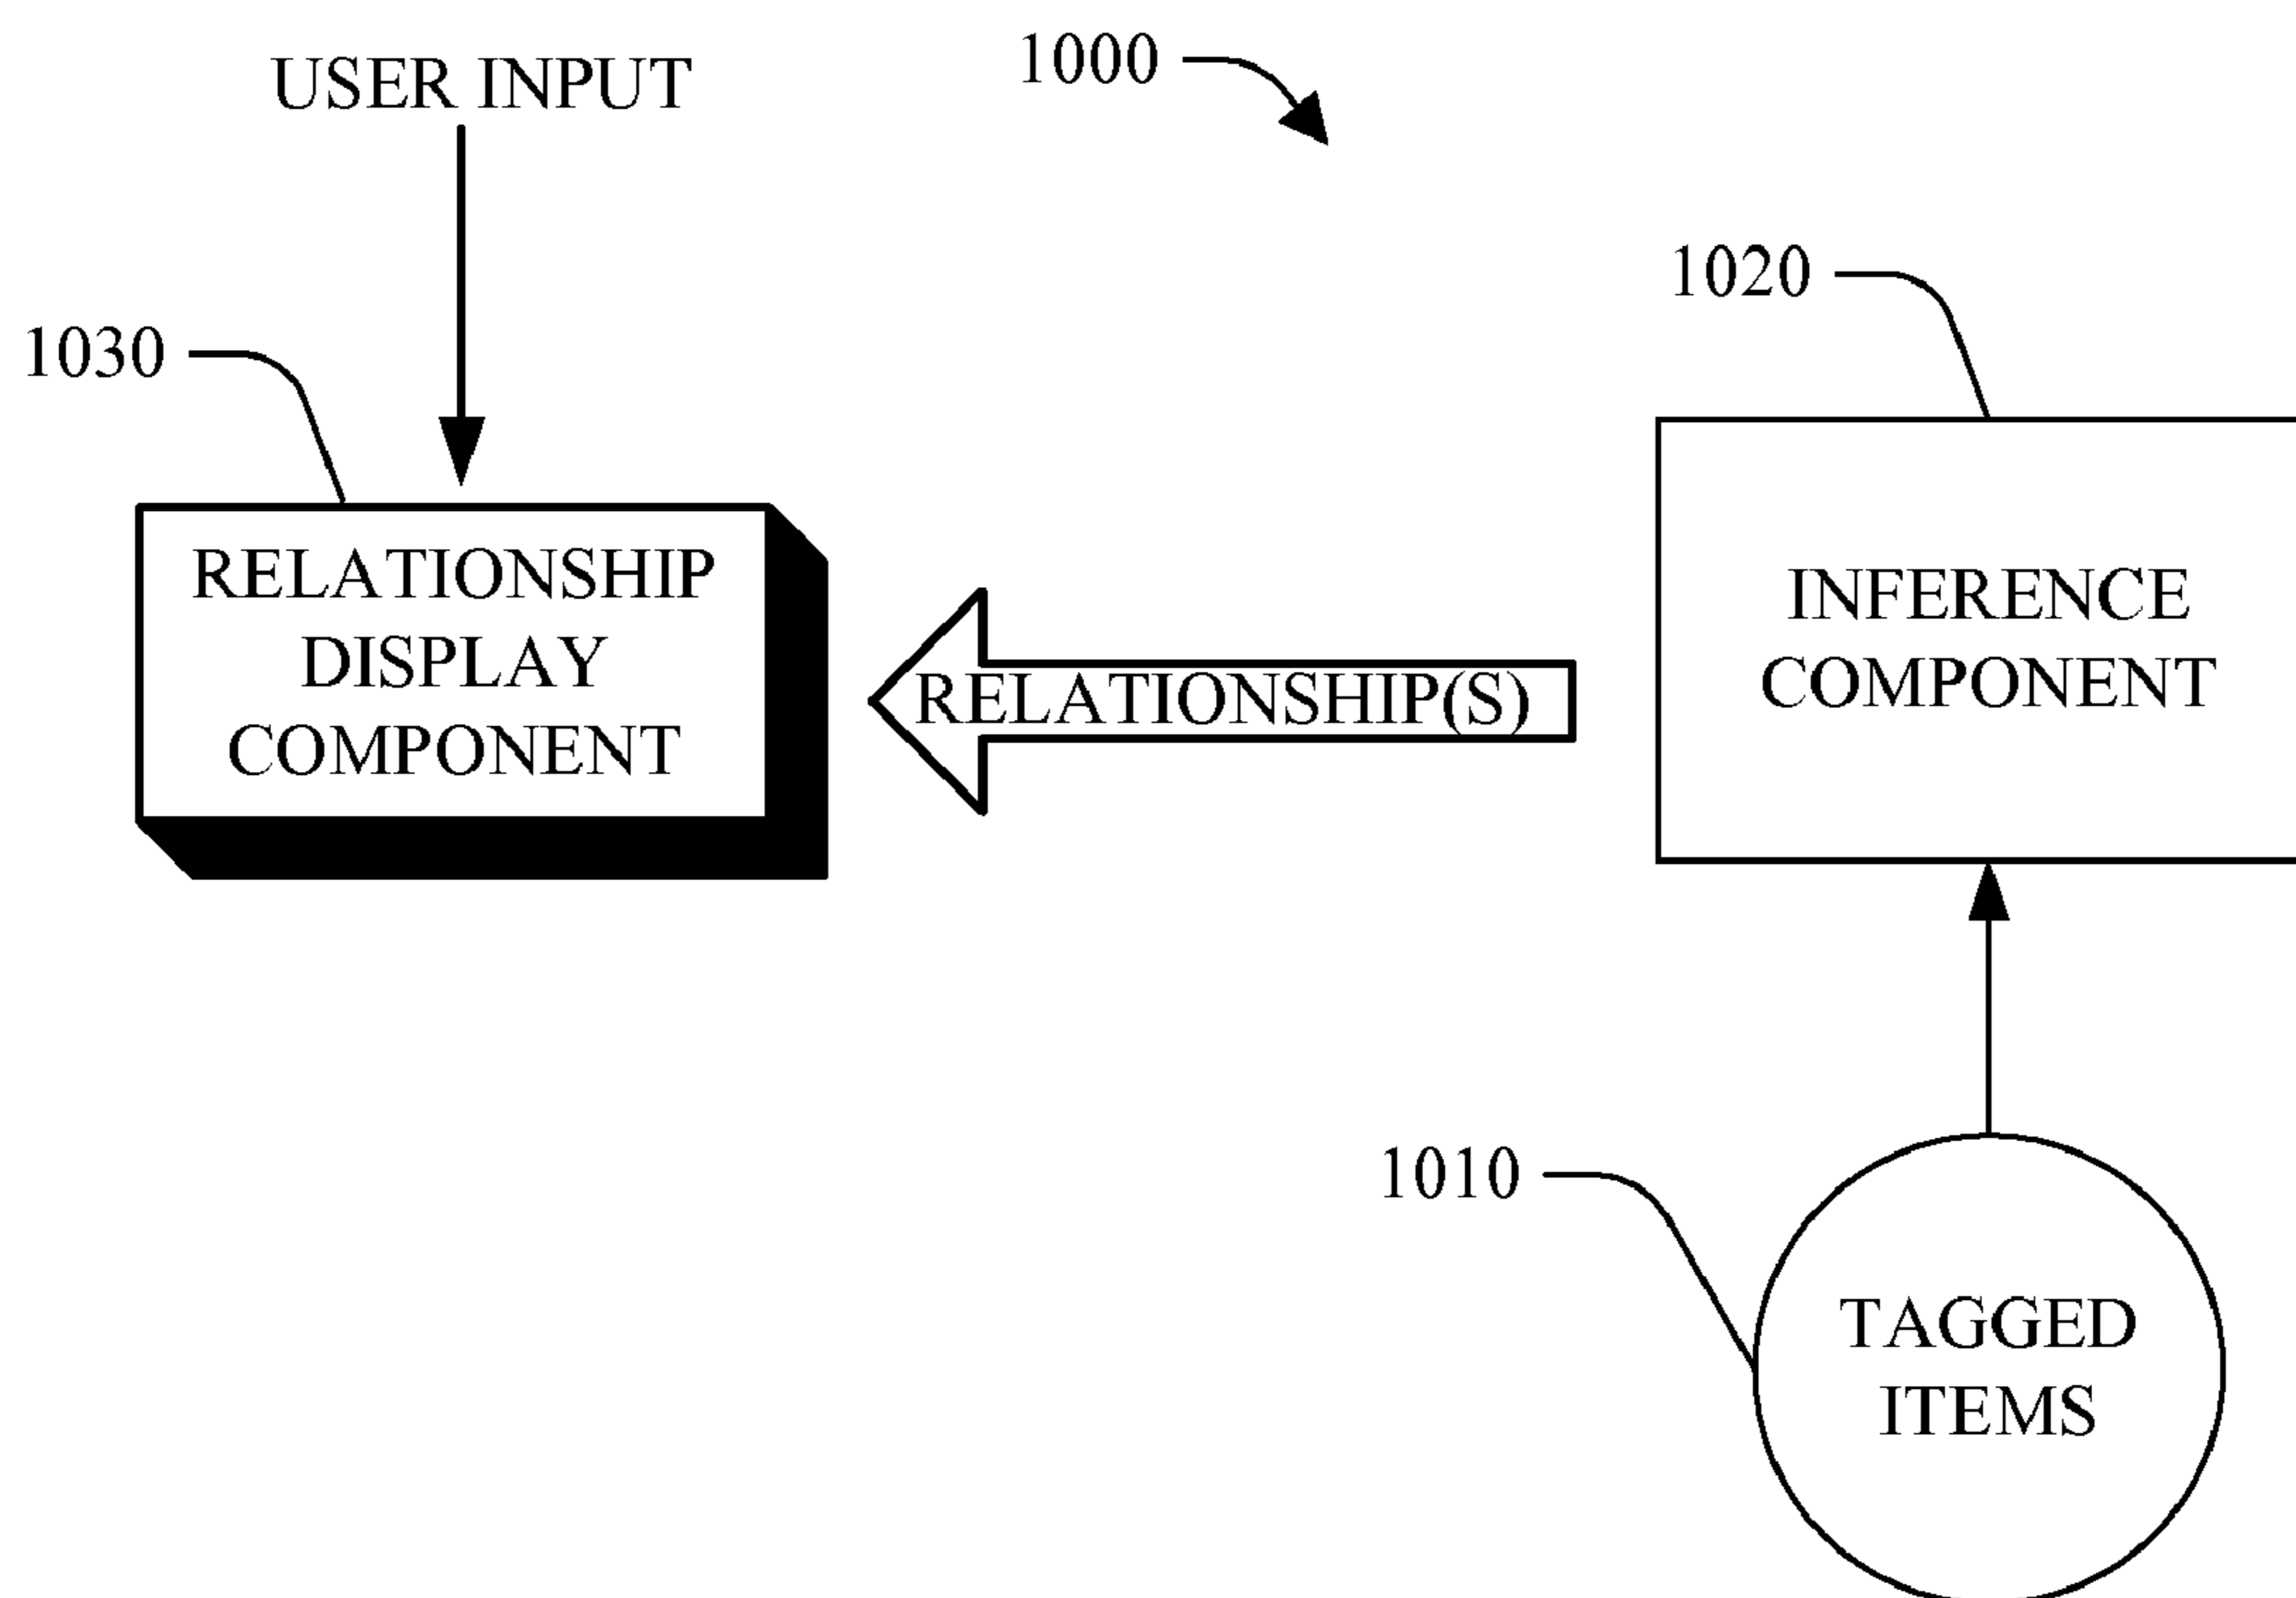 USER INPUT
1000
1020
1030
RELATIONSHIP
DISPLAY
COMPONENT
RELATIONSHIP(S)
INFERENCE
COMPONENT
1010
TAGGED
ITEMS